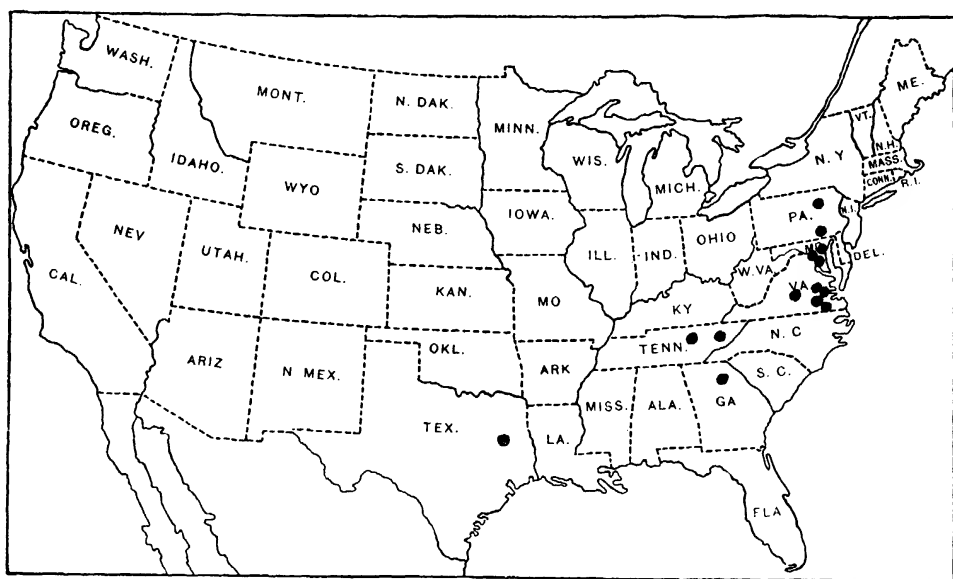 WASH.
MONT.
N. DAK.
MINN.
ME.
VT.
OREG.
IDAHO.
S. DAK.
WIS.
N.H.
N.Y
MASS.
CONN.
R.I.
WYO
MICH.
NEV
IOWA.
PA.
NEB.
OHIO
UTAH.
ILL.
IND.
DEL.
CAL.
COL.
W.VA.
KAN.
MO
VA.
KY
N.C
TENN.
OKL.
ARIZ
N MEX.
ARK
S.C.
MISS.
ALA.
GA
TEX.
LA.
FLA